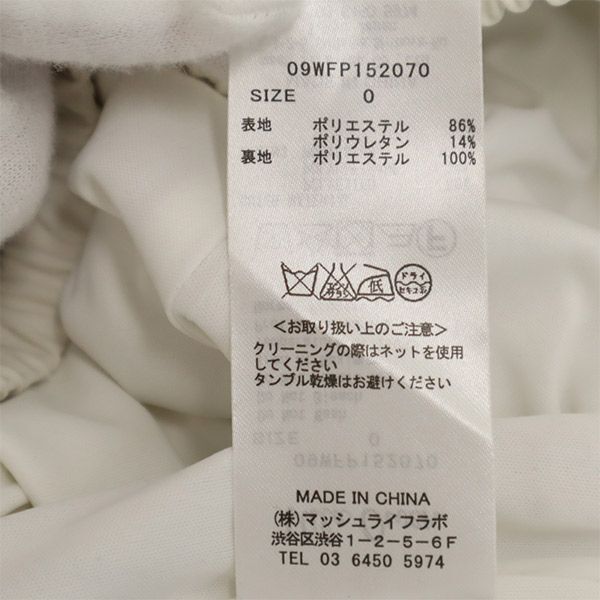 09WFP152070
SIZE 0
表地 ポリエステル 86%
ポリウレタン 14%
裏地 ポリエステル 100%
低
ドライ
セキユ系
<お取り扱い上のご注意>
クリーニングの際はネットを使用
してください
タンブル乾燥はお避けください
MADE IN CHINA
(株)マッシュライフラボ
渋谷区渋谷1-2-5-6F
TEL 03 6450 5974